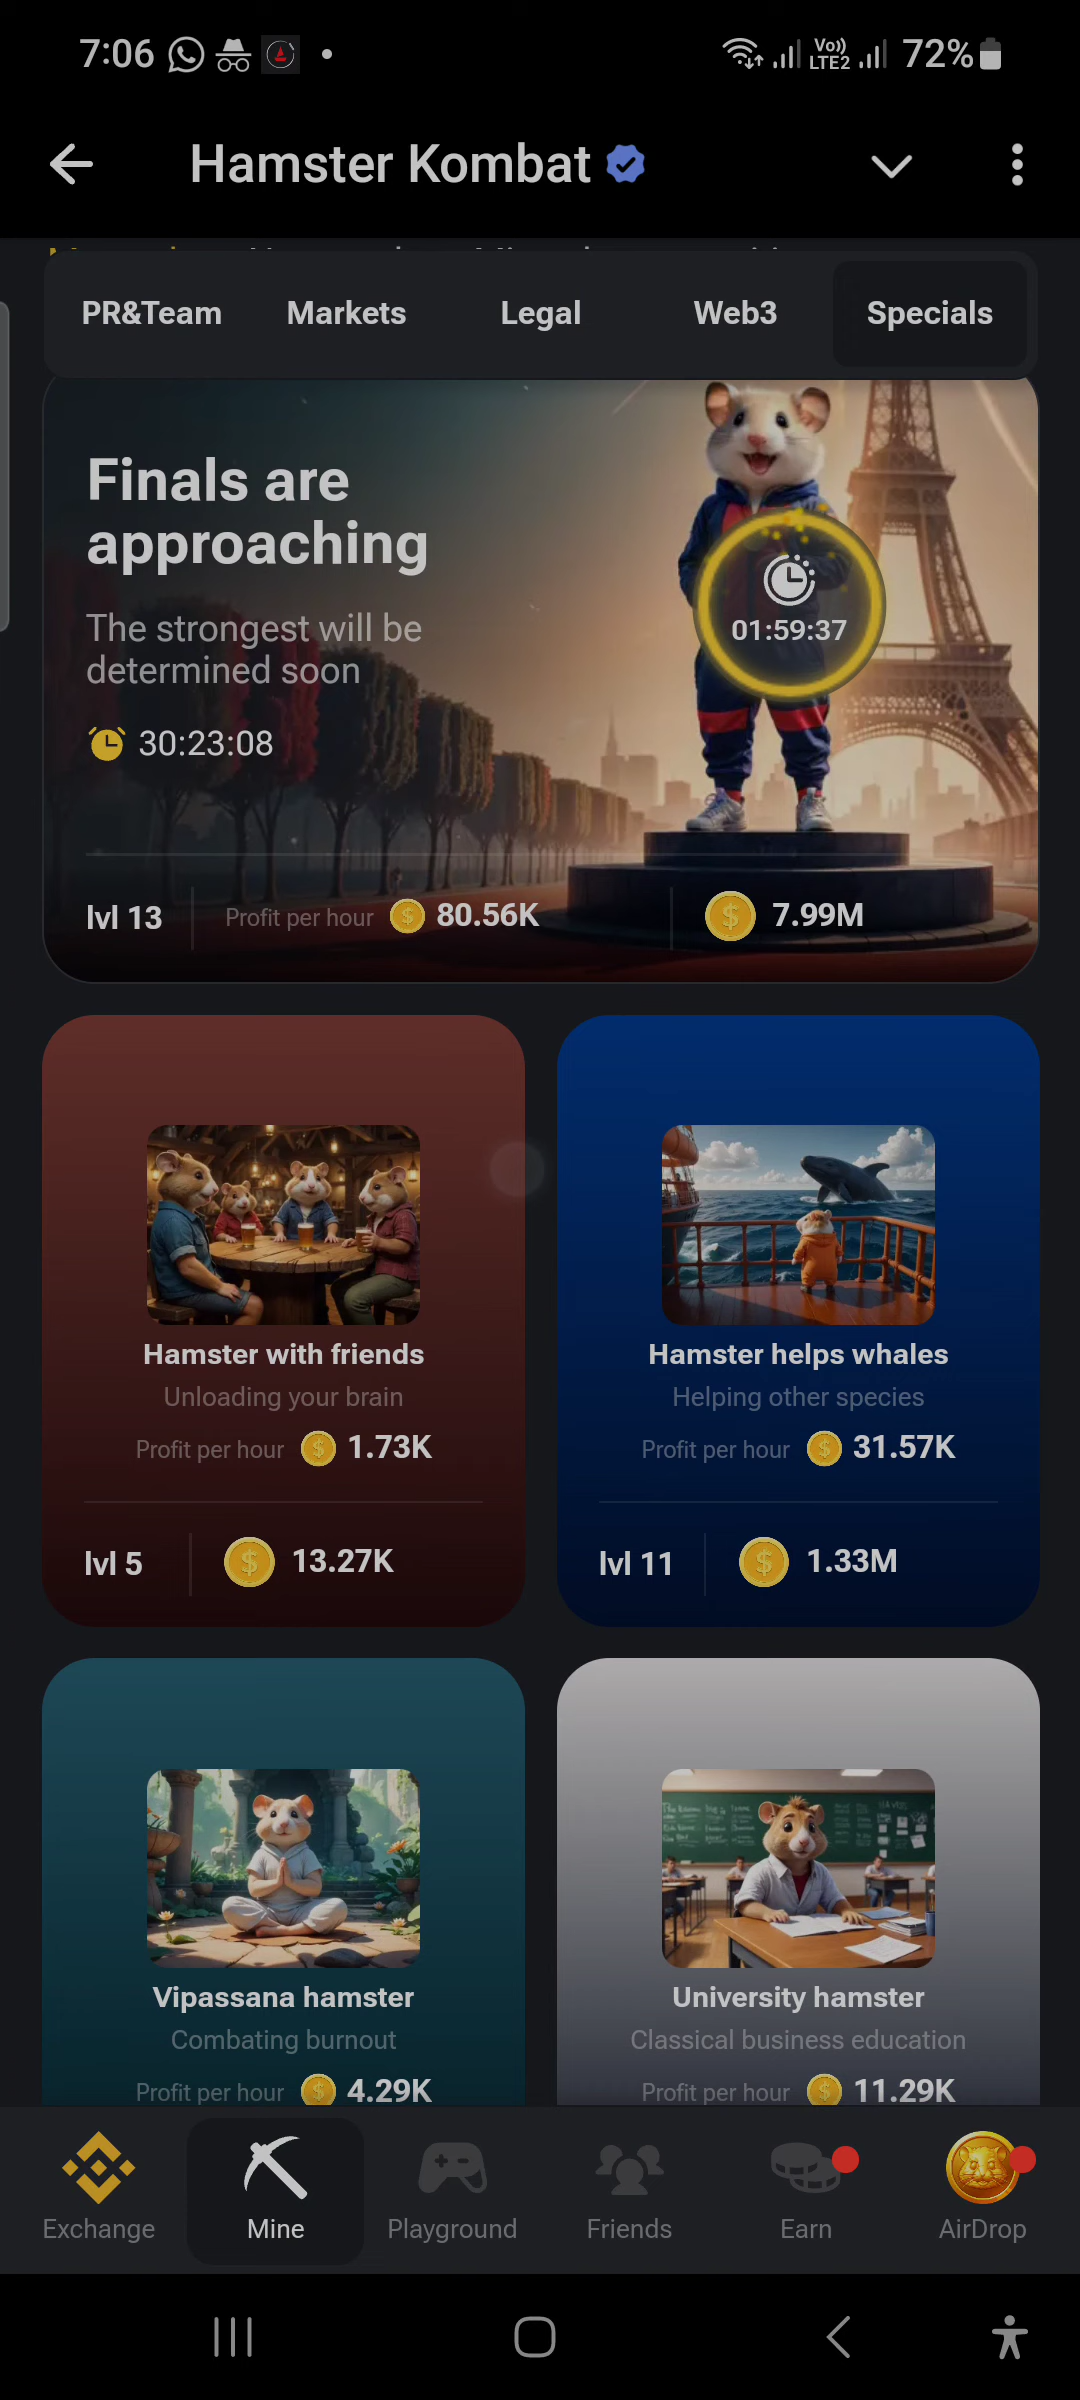 7:06
Vo))
LTE2
72%
Hamster Kombat
PR&Team Markets Legal Web3 Specials
Finals are
approaching
The strongest will be
determined soon
01:59:37
30:23:08
lvl 13 Profit per hour 80.56K 7.99M
Hamster with friends
Unloading your brain
Profit per hour 1.73K
lvl 5 13.27K
Hamster helps whales
Helping other species
Profit per hour 31.57K
lvl 11 1.33M
Vipassana hamster
Combating burnout
Profit per hour 4.29K
University hamster
Classical business education
Profit per hour 11.29K
Exchange Mine Playground Friends Earn AirDrop